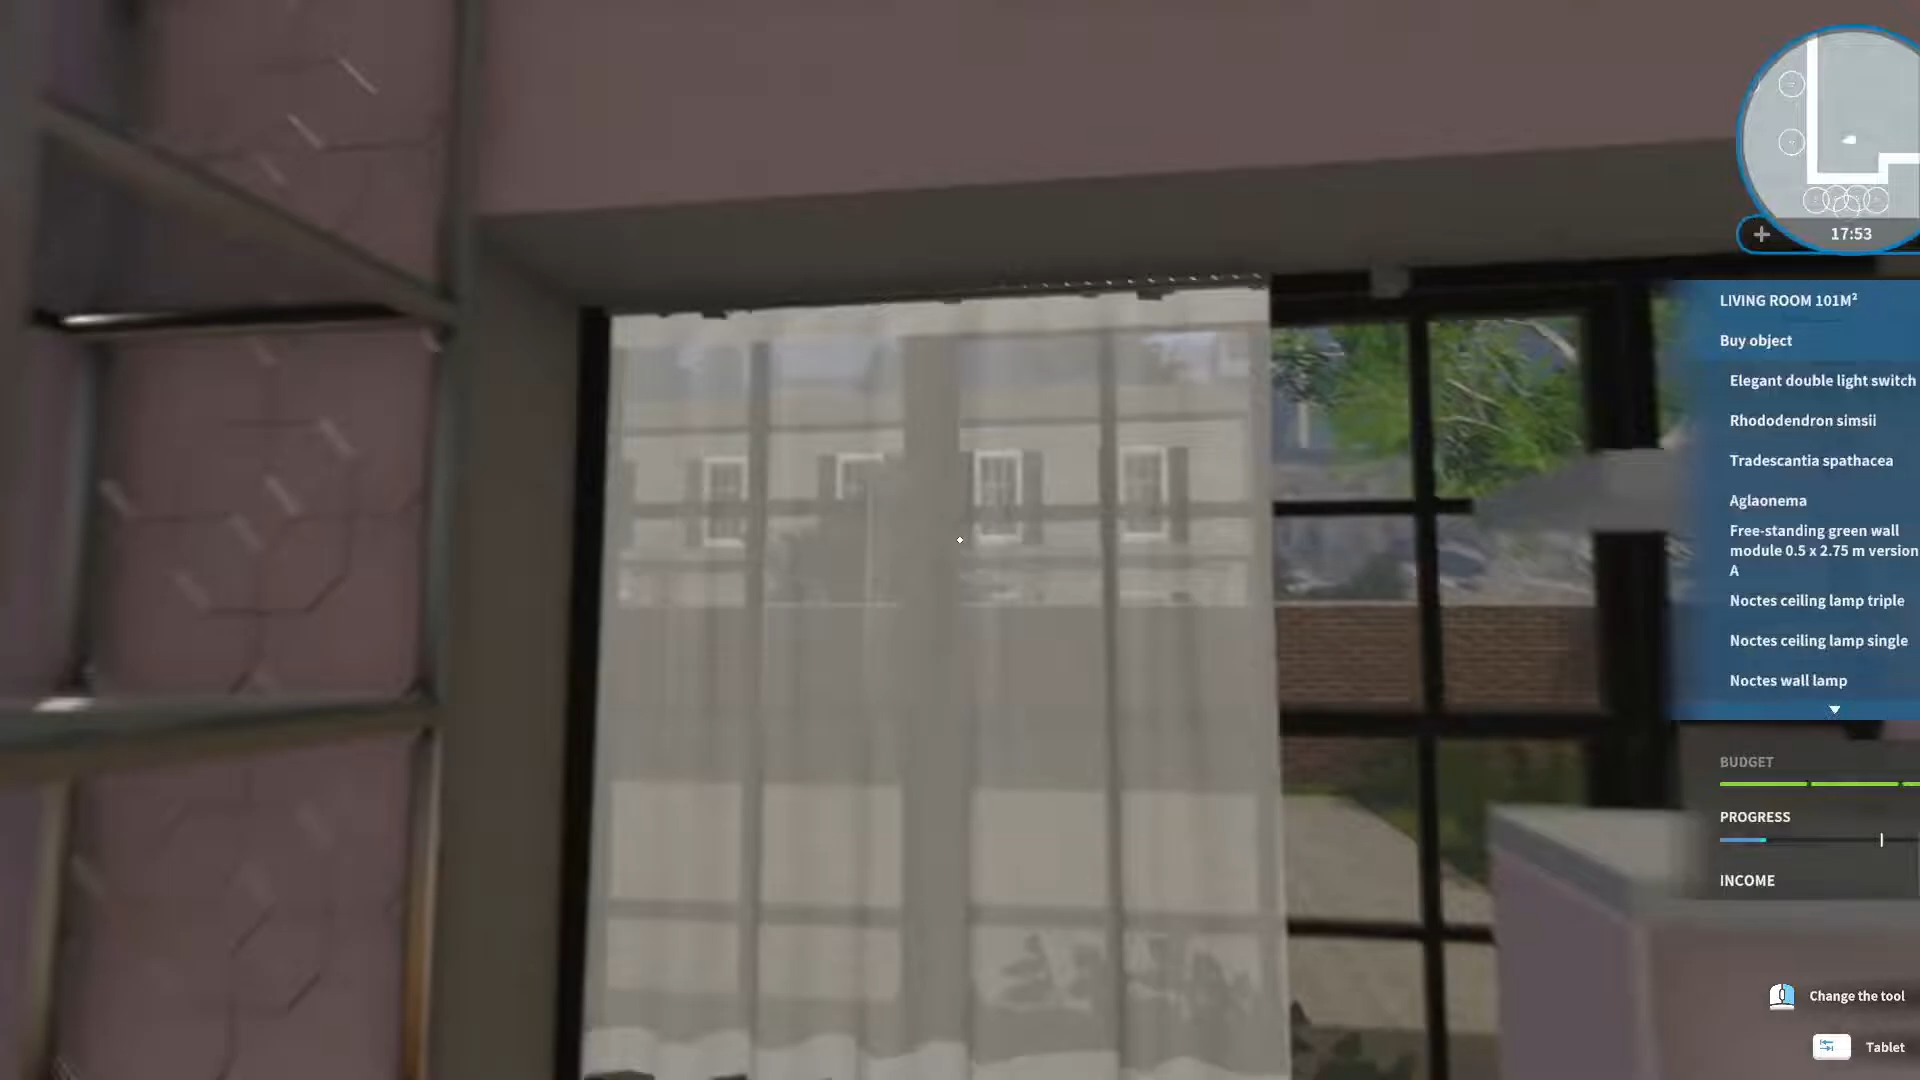 17:53
LIVING ROOM 101M²
Buy object
Elegant double light switch
Rhododendron simsii
Tradescantia spathacea
Aglaonema
Free-standing green wall
module 0.5 x 2.75 m version
A
Noctes ceiling lamp triple
Noctes ceiling lamp single
Noctes wall lamp
BUDGET
PROGRESS
INCOME
Change the tool
Tablet